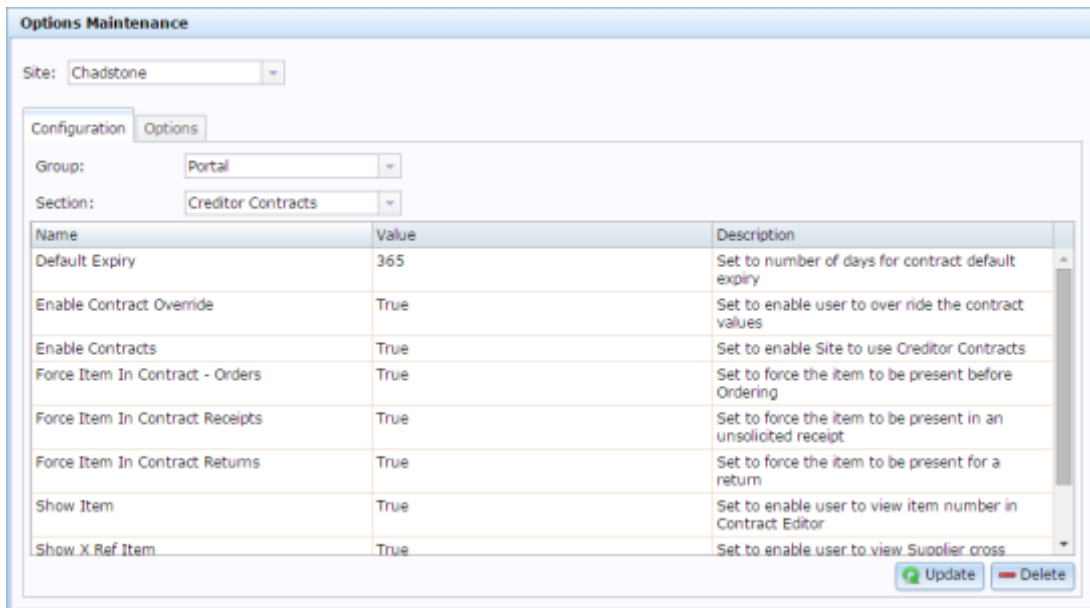 Options Maintenance
Site: Chadstone
Configuration Options
Group: Portal
Section: Creditor Contracts
Name Value Description
Default Expiry 365 Set to number of days for contract default
expiry
Enable Contract Override True Set to enable user to over ride the contract
values
Enable Contracts True Set to enable Site to use Creditor Contracts
Force Item In Contract - Orders True Set to force the item to be present before
Ordering
Force Item In Contract Receipts True Set to force the item to be present in an
unsolicited receipt
Force Item In Contract Returns True Set to force the item to be present for a
return
Show Item True Set to enable user to view item number in
Contract Editor
Show X Ref Item True Set to enable user to view Supplier cross
Update Delete